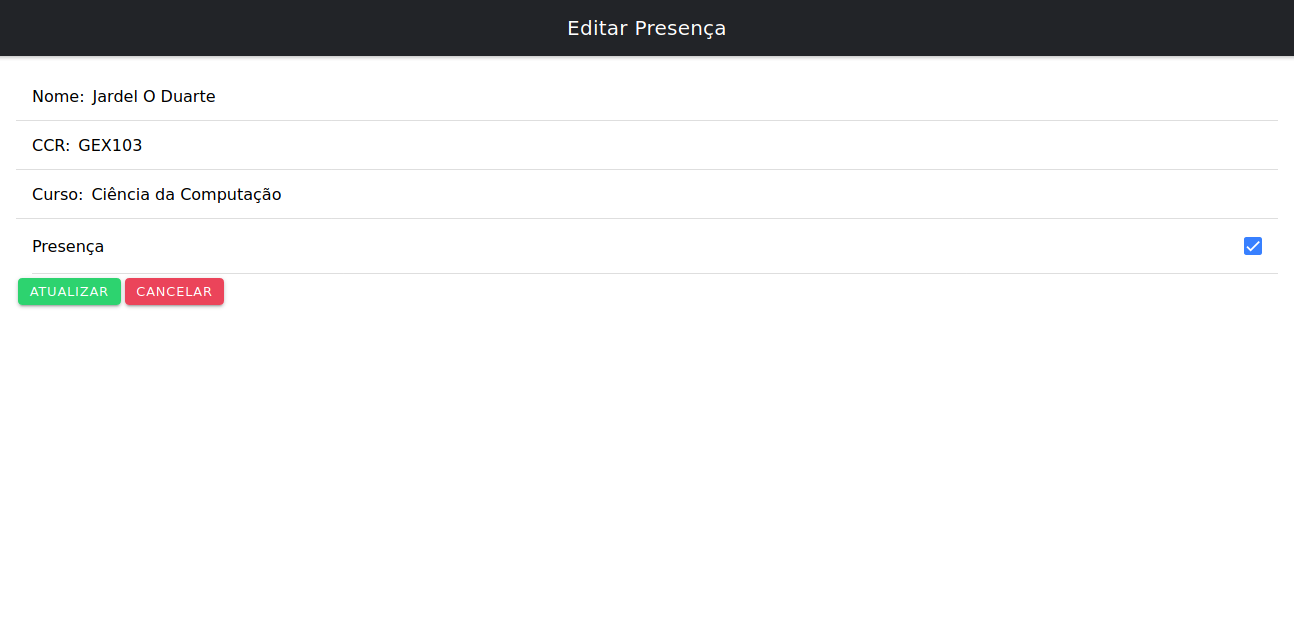 Editar Presença
Nome: Jardel O Duarte
CCR: GEX103
Curso: Ciência da Computação
Presença
ATUALIZAR CANCELAR